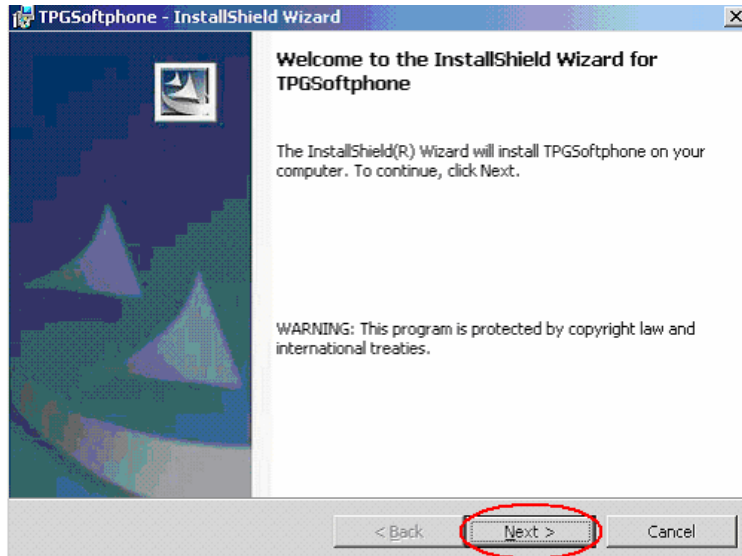 TPGSoftphone - InstallShield Wizard
Welcome to the InstallShield Wizard for
TPGSoftphone
The InstallShield(R) Wizard will install TPGSoftphone on your
computer. To continue, click Next.
WARNING: This program is protected by copyright law and
international treaties.
< Back
Next >
Cancel